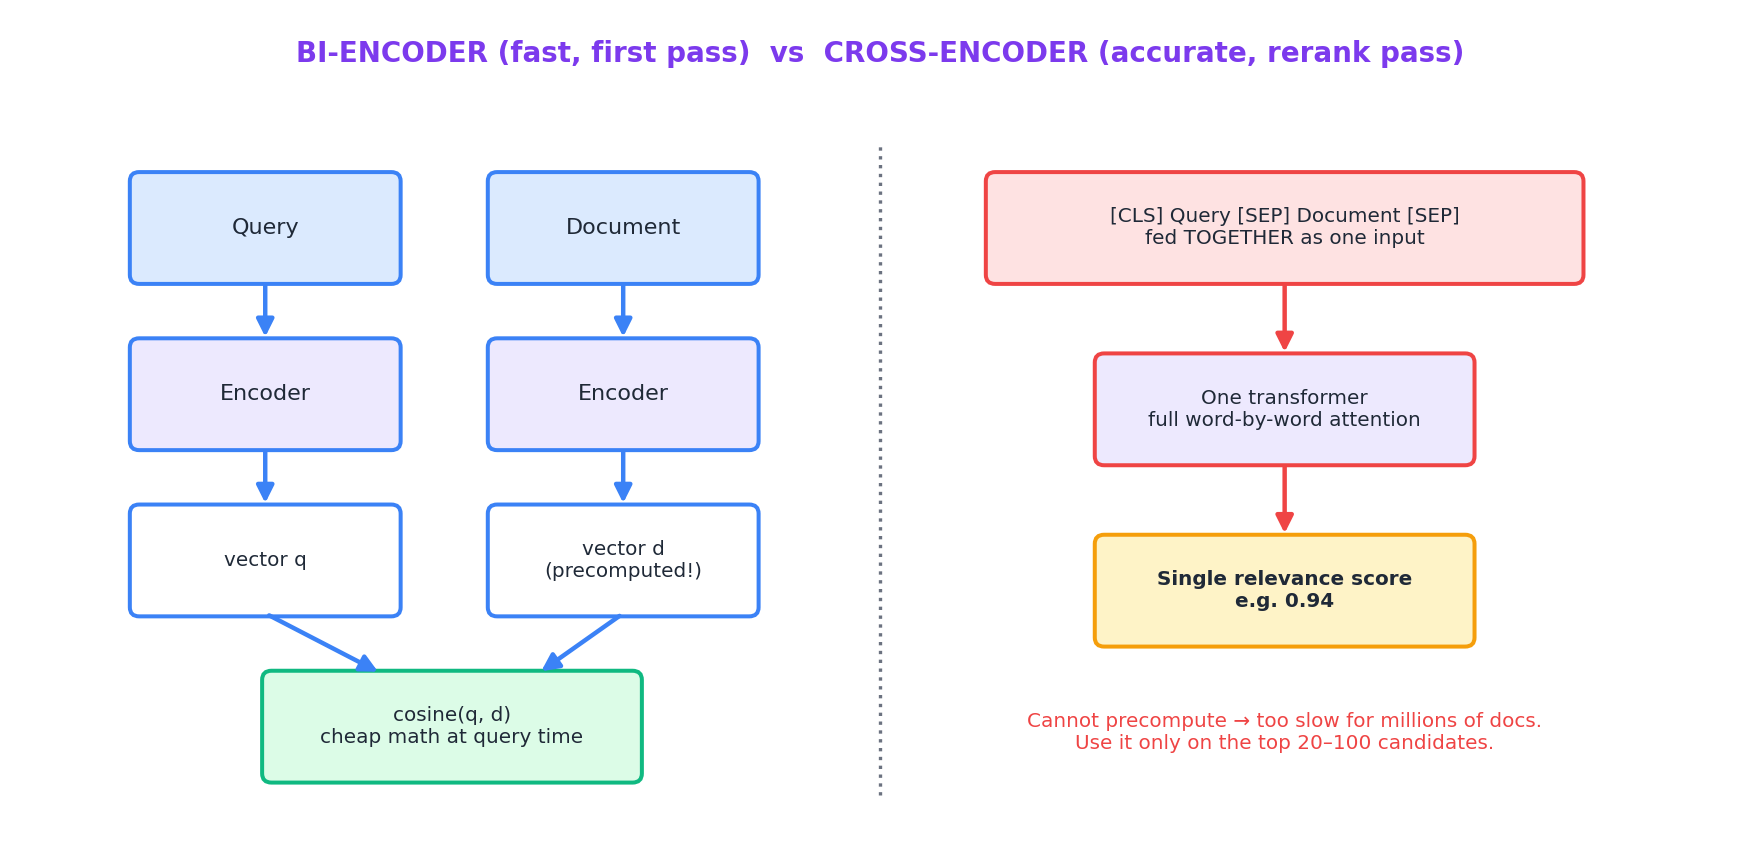 BI-ENCODER (fast, first pass) vs CROSS-ENCODER (accurate, rerank pass)
Query
Document
Encoder
Encoder
vector q
vector d
(precomputed!)
cosine(q, d)
cheap math at query time
[CLS] Query [SEP] Document [SEP]
fed TOGETHER as one input
One transformer
full word-by-word attention
Single relevance score
e.g. 0.94
Cannot precompute → too slow for millions of docs.
Use it only on the top 20–100 candidates.